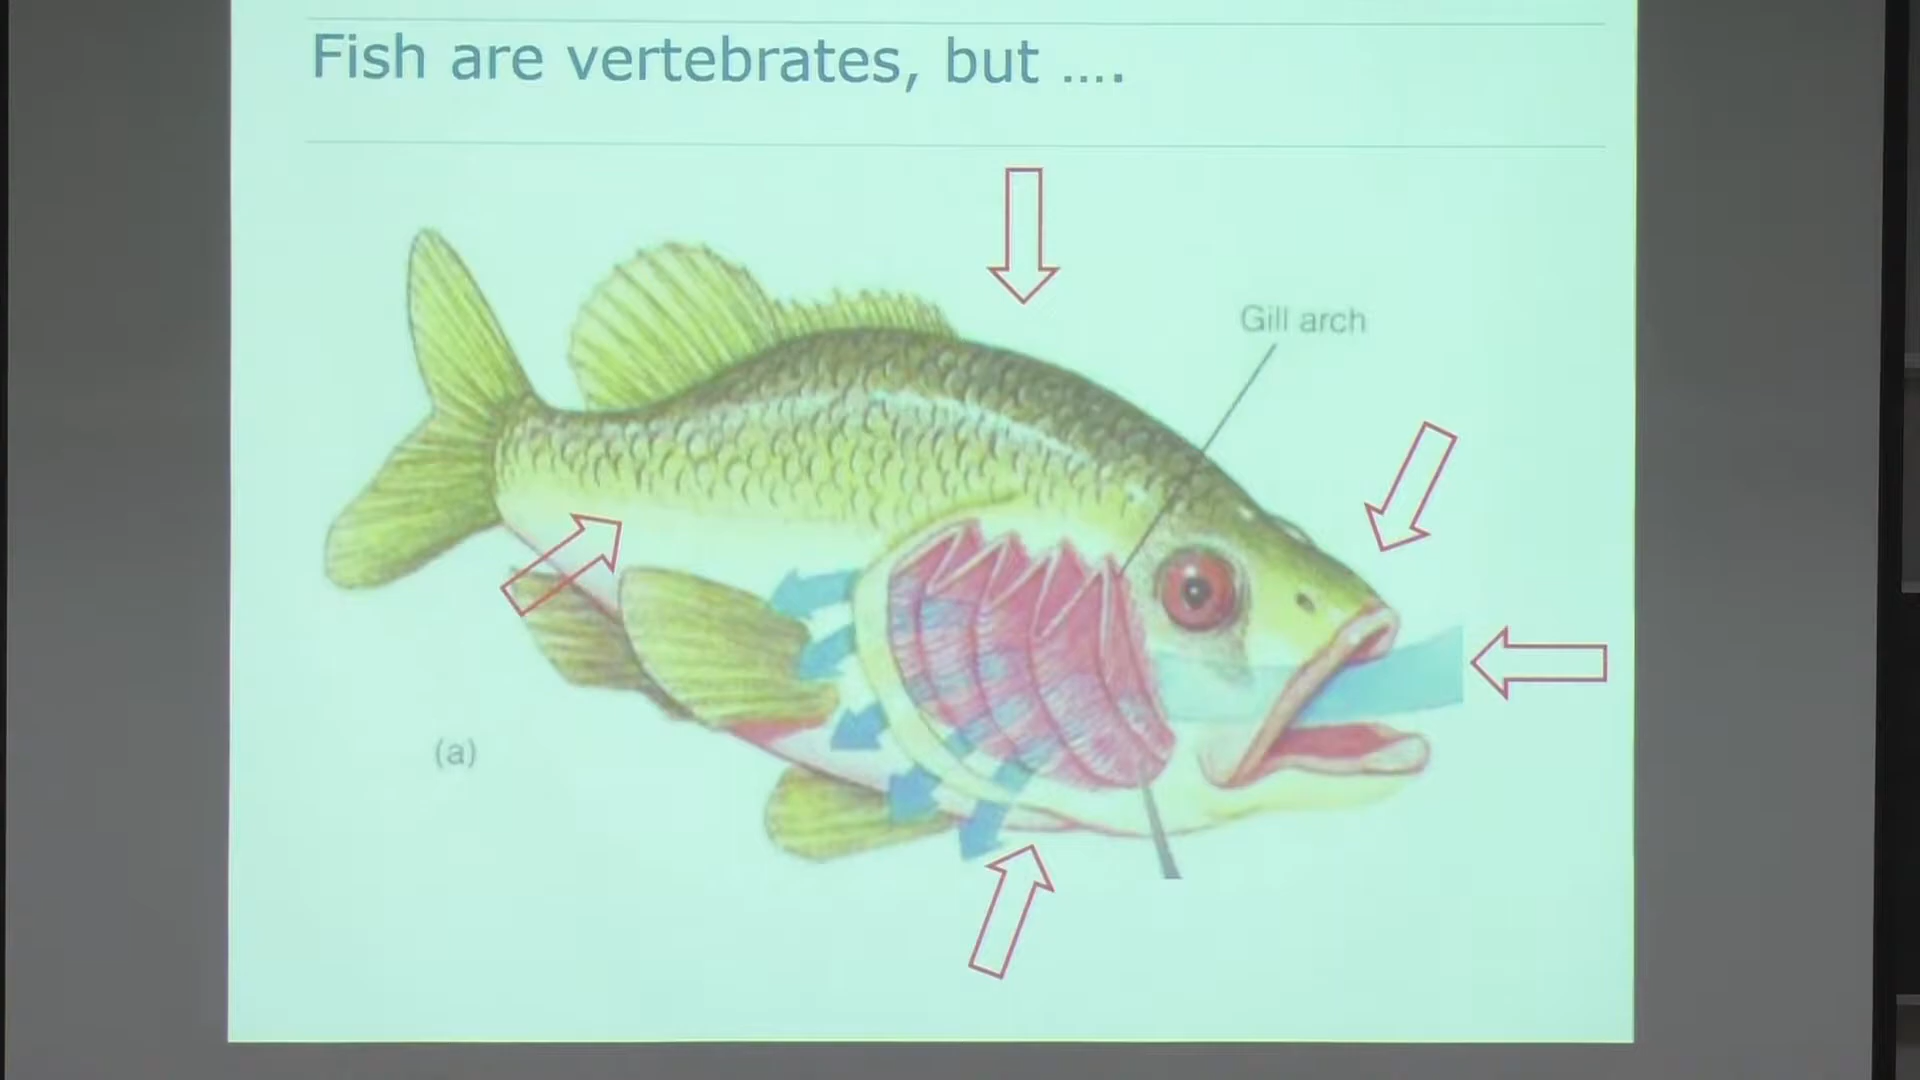 Fish are vertebrates, but ....
Gill arch
(a)